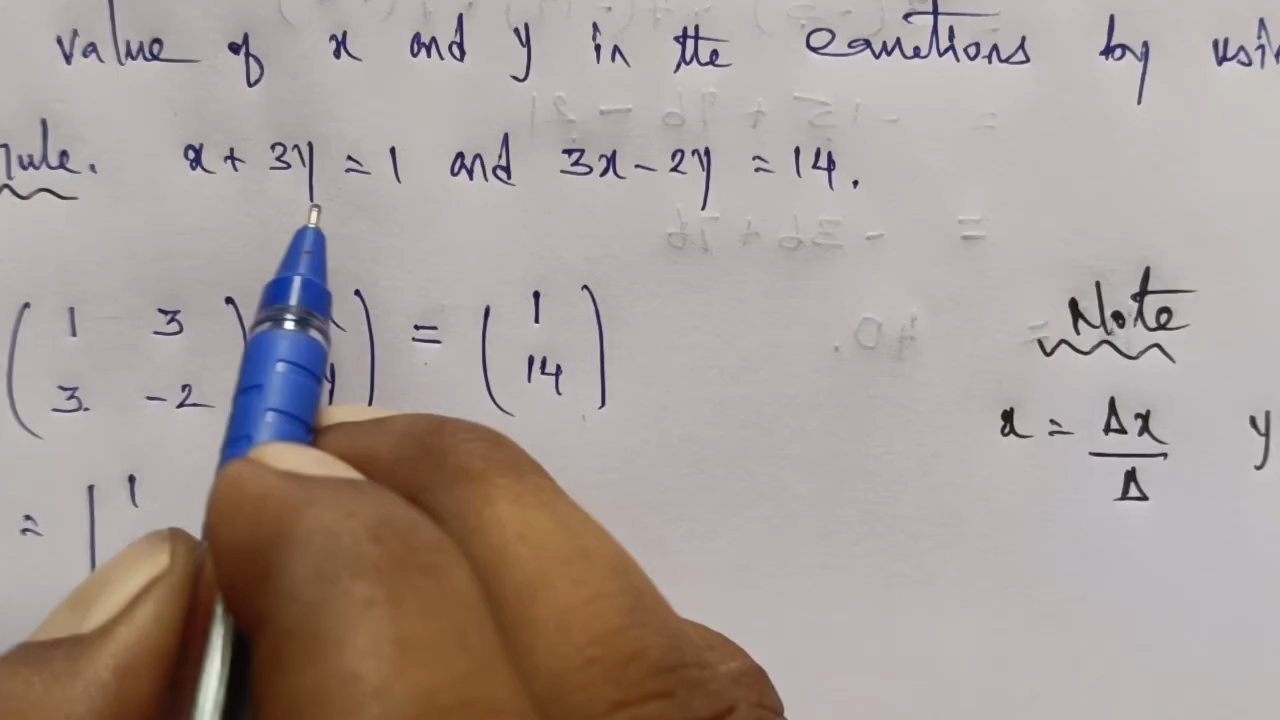 value of x and y in the equations by
rule. x + 3y = 1 and 3x - 2y = 14.
( 1 3 ) ) = ( 1 )
( 3. -2 y ) ( 14 )
Note
x = Δx / Δ y
= | 1